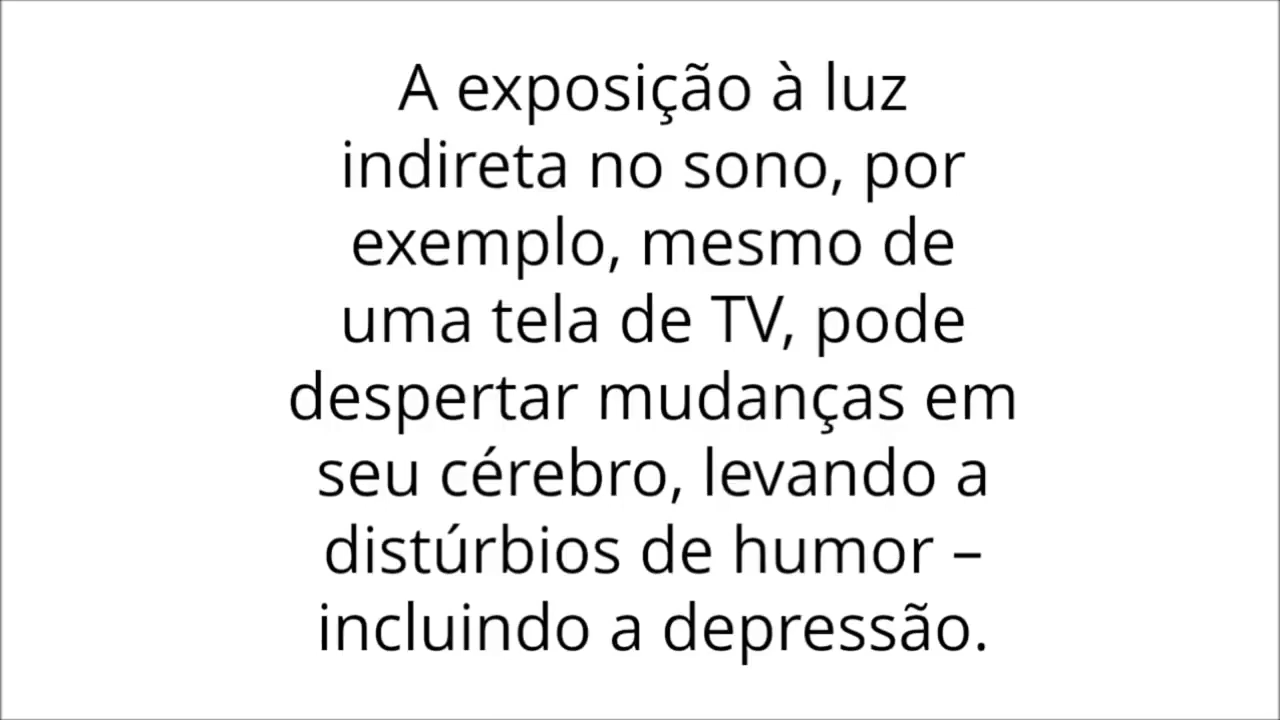 A exposição à luz
indireta no sono, por
exemplo, mesmo de
uma tela de TV, pode
despertar mudanças em
seu cérebro, levando a
distúrbios de humor –
incluindo a depressão.